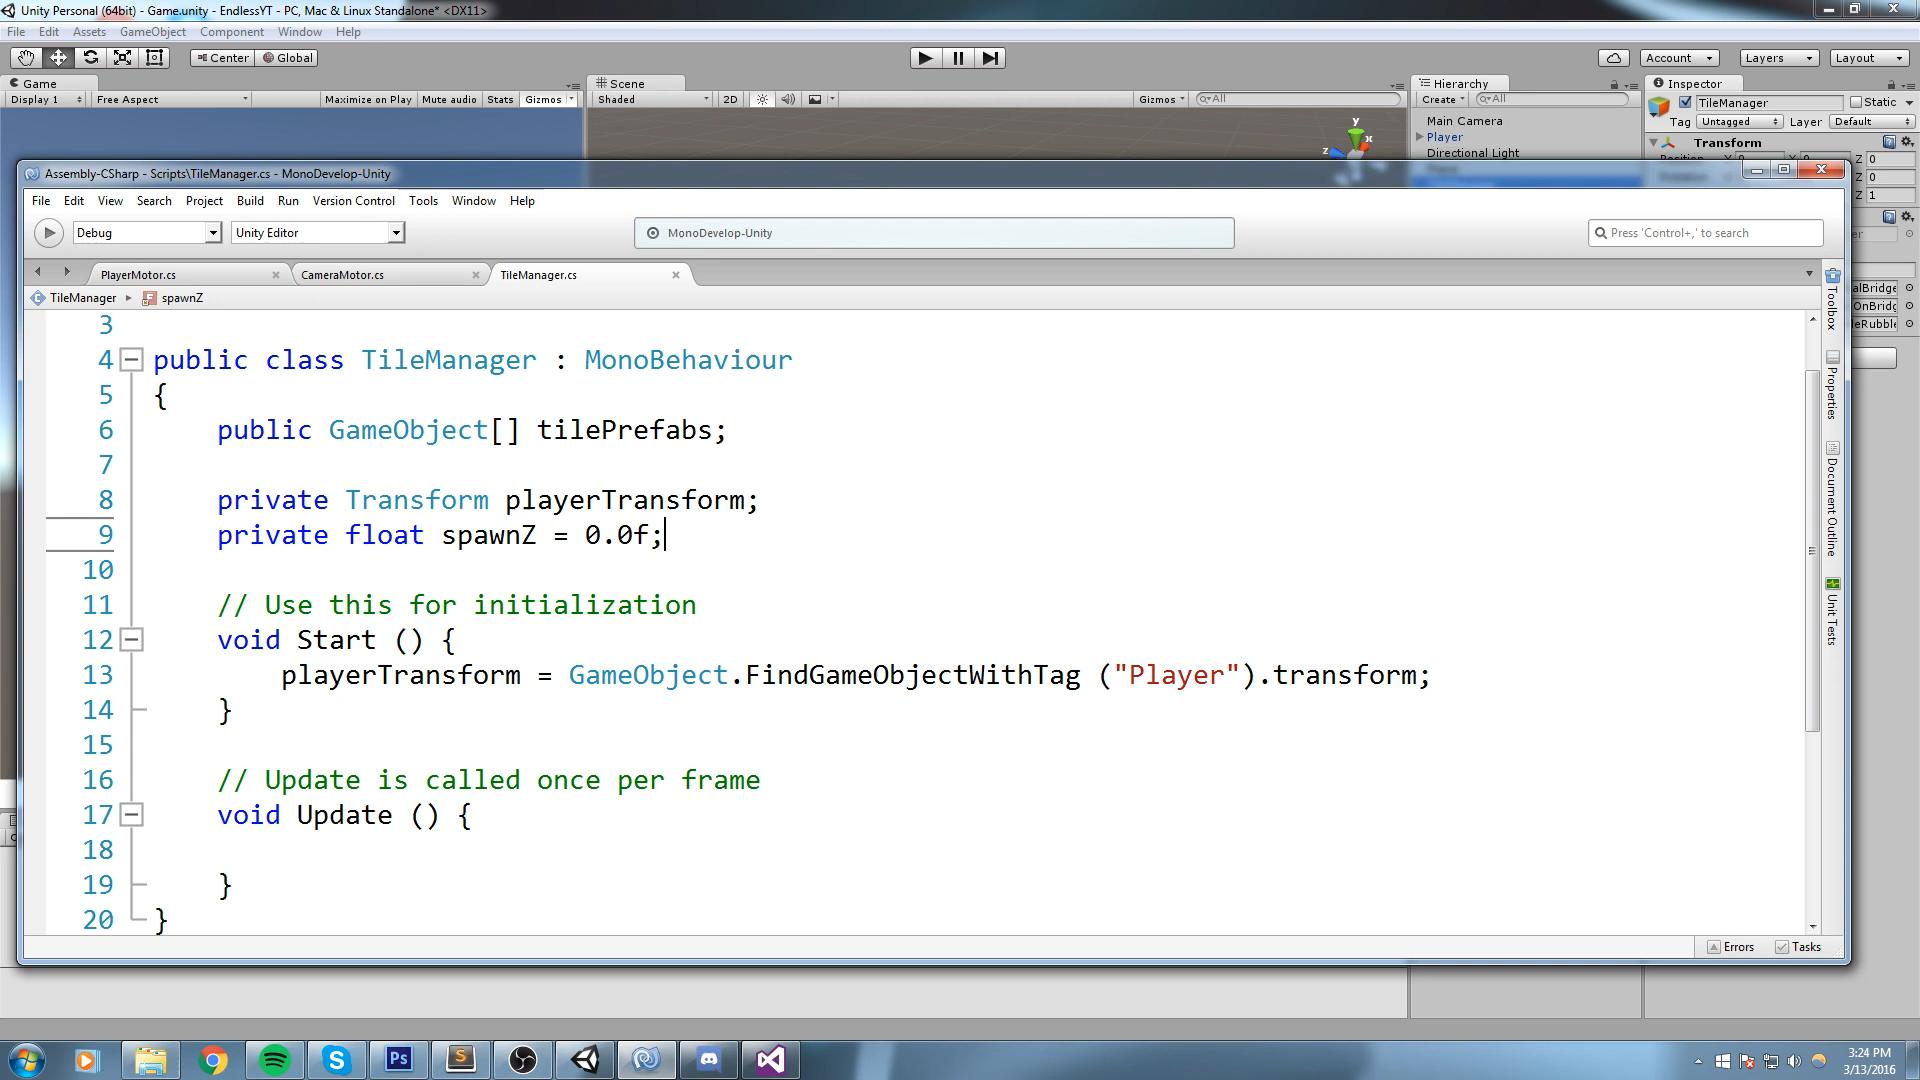 Unity Personal (64bit) - Game.unity - EndlessYT - PC, Mac & Linux Standalone* <DX11>
File Edit Assets GameObject Component Window Help
Center Global
Account Layers Layout
Game Scene Hierarchy Inspector
Display 1 Free Aspect Maximize on Play Mute audio Stats Gizmos Shaded 2D Gizmos All Create All TileManager Static
Main Camera Tag Untagged Layer Default
y
x
z
Player Transform
Directional Light Z 0
Z 0
Z 1
Assembly-CSharp - Scripts\TileManager.cs - MonoDevelop-Unity
File Edit View Search Project Build Run Version Control Tools Window Help
Debug Unity Editor MonoDevelop-Unity Press 'Control+,' to search
PlayerMotor.cs CameraMotor.cs TileManager.cs
TileManager spawnZ
3
4 public class TileManager : MonoBehaviour
5 {
6 public GameObject[] tilePrefabs;
7
8 private Transform playerTransform;
9 private float spawnZ = 0.0f;
10
11 // Use this for initialization
12 void Start () {
13 playerTransform = GameObject.FindGameObjectWithTag ("Player").transform;
14 }
15
16 // Update is called once per frame
17 void Update () {
18
19 }
20 }
Toolbox
Properties
Document Outline
Unit Tests
alBridge
OnBridg
leRubble
Errors Tasks
Ps
3:24 PM
3/13/2016